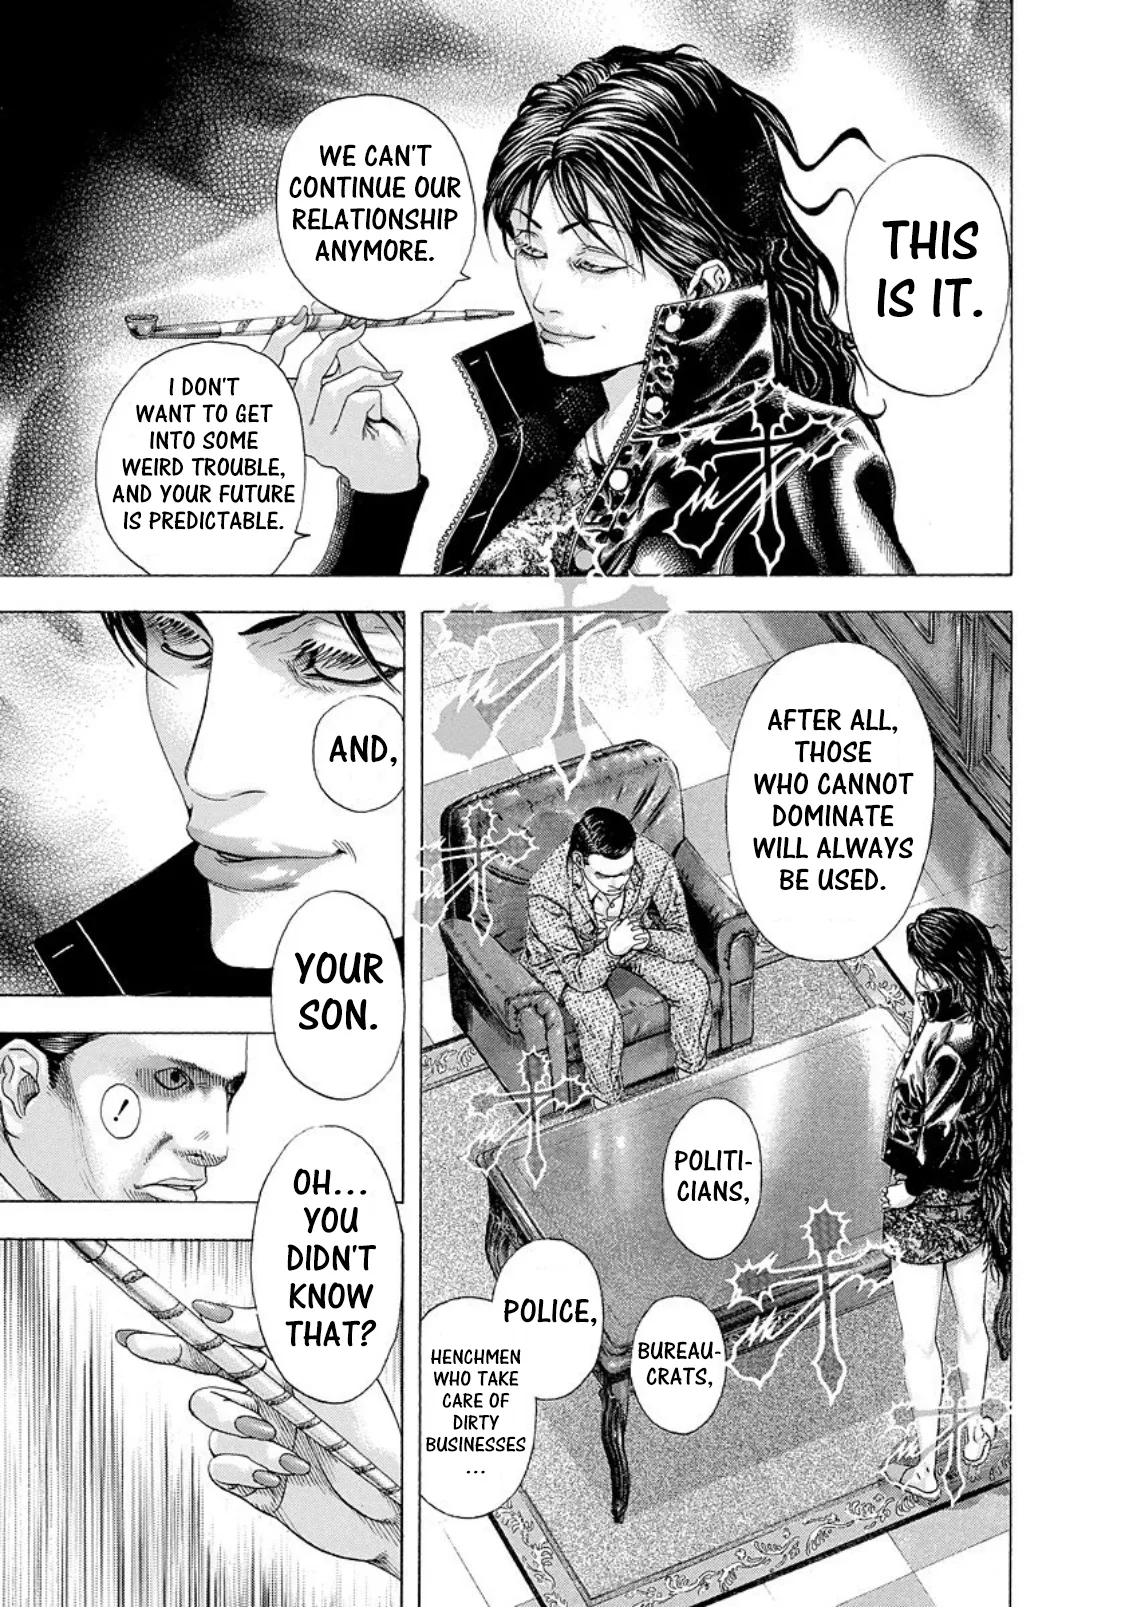 THIS
IS IT.
WE CAN'T
CONTINUE OUR
RELATIONSHIP
ANYMORE.
I DON'T
WANT TO GET
INTO SOME
WEIRD TROUBLE,
AND YOUR FUTURE
IS PREDICTABLE.
AFTER ALL,
THOSE
WHO CANNOT
DOMINATE
WILL ALWAYS
BE USED.
POLITI-
CIANS,
BUREAU-
CRATS,
POLICE,
HENCHMEN
WHO TAKE
CARE OF
DIRTY
BUSINESSES
...
AND,
YOUR
SON.
!
OH...
YOU
DIDN'T
KNOW
THAT?